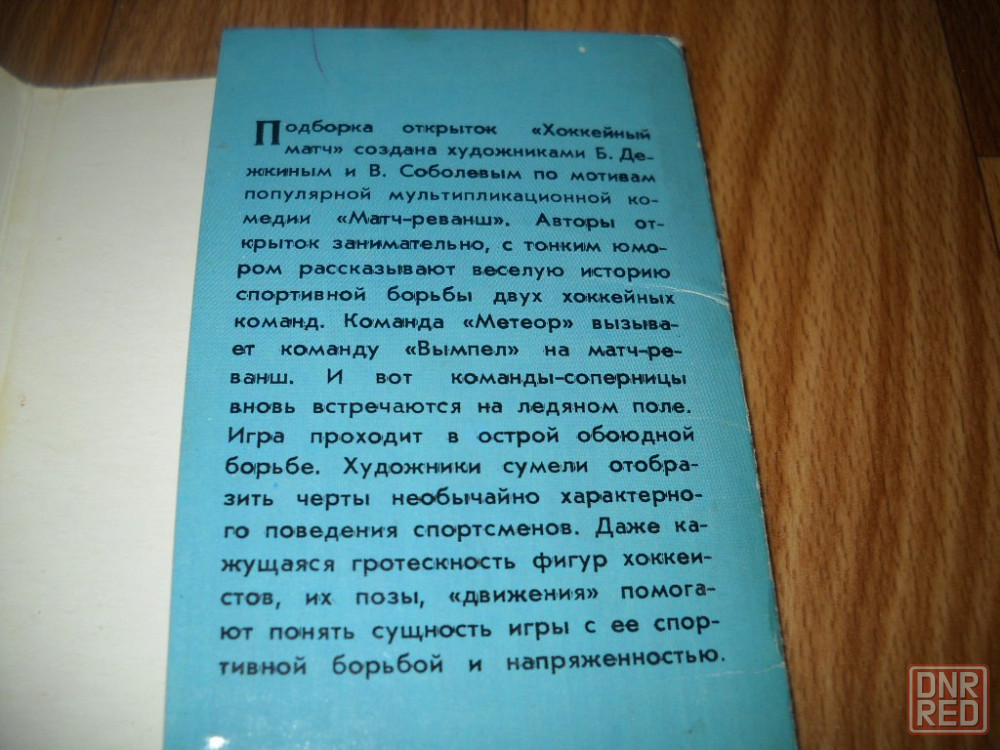 Подборка открыток «Хоккейный
матч» создана художниками Б. Де-
жкиным и В. Соболевым по мотивам
популярной мультипликационной ко-
медии «Матч-реванш». Авторы от-
крыток занимательно, с тонким юмо-
ром рассказывают веселую историю
спортивной борьбы двух хоккейных
команд. Команда «Метеор» вызыва-
ет команду «Вымпел» на матч-ре-
ванш. И вот команды-соперницы
вновь встречаются на ледяном поле.
Игра проходит в острой обоюдной
борьбе. Художники сумели отобра-
зить черты необычайно характерно-
го поведения спортсменов. Даже ка-
жущаяся гротескность фигур хоккеи-
стов, их позы, «движения» помога-
ют понять сущность игры с ее спор-
тивной борьбой и напряженностью.
DNR
RED